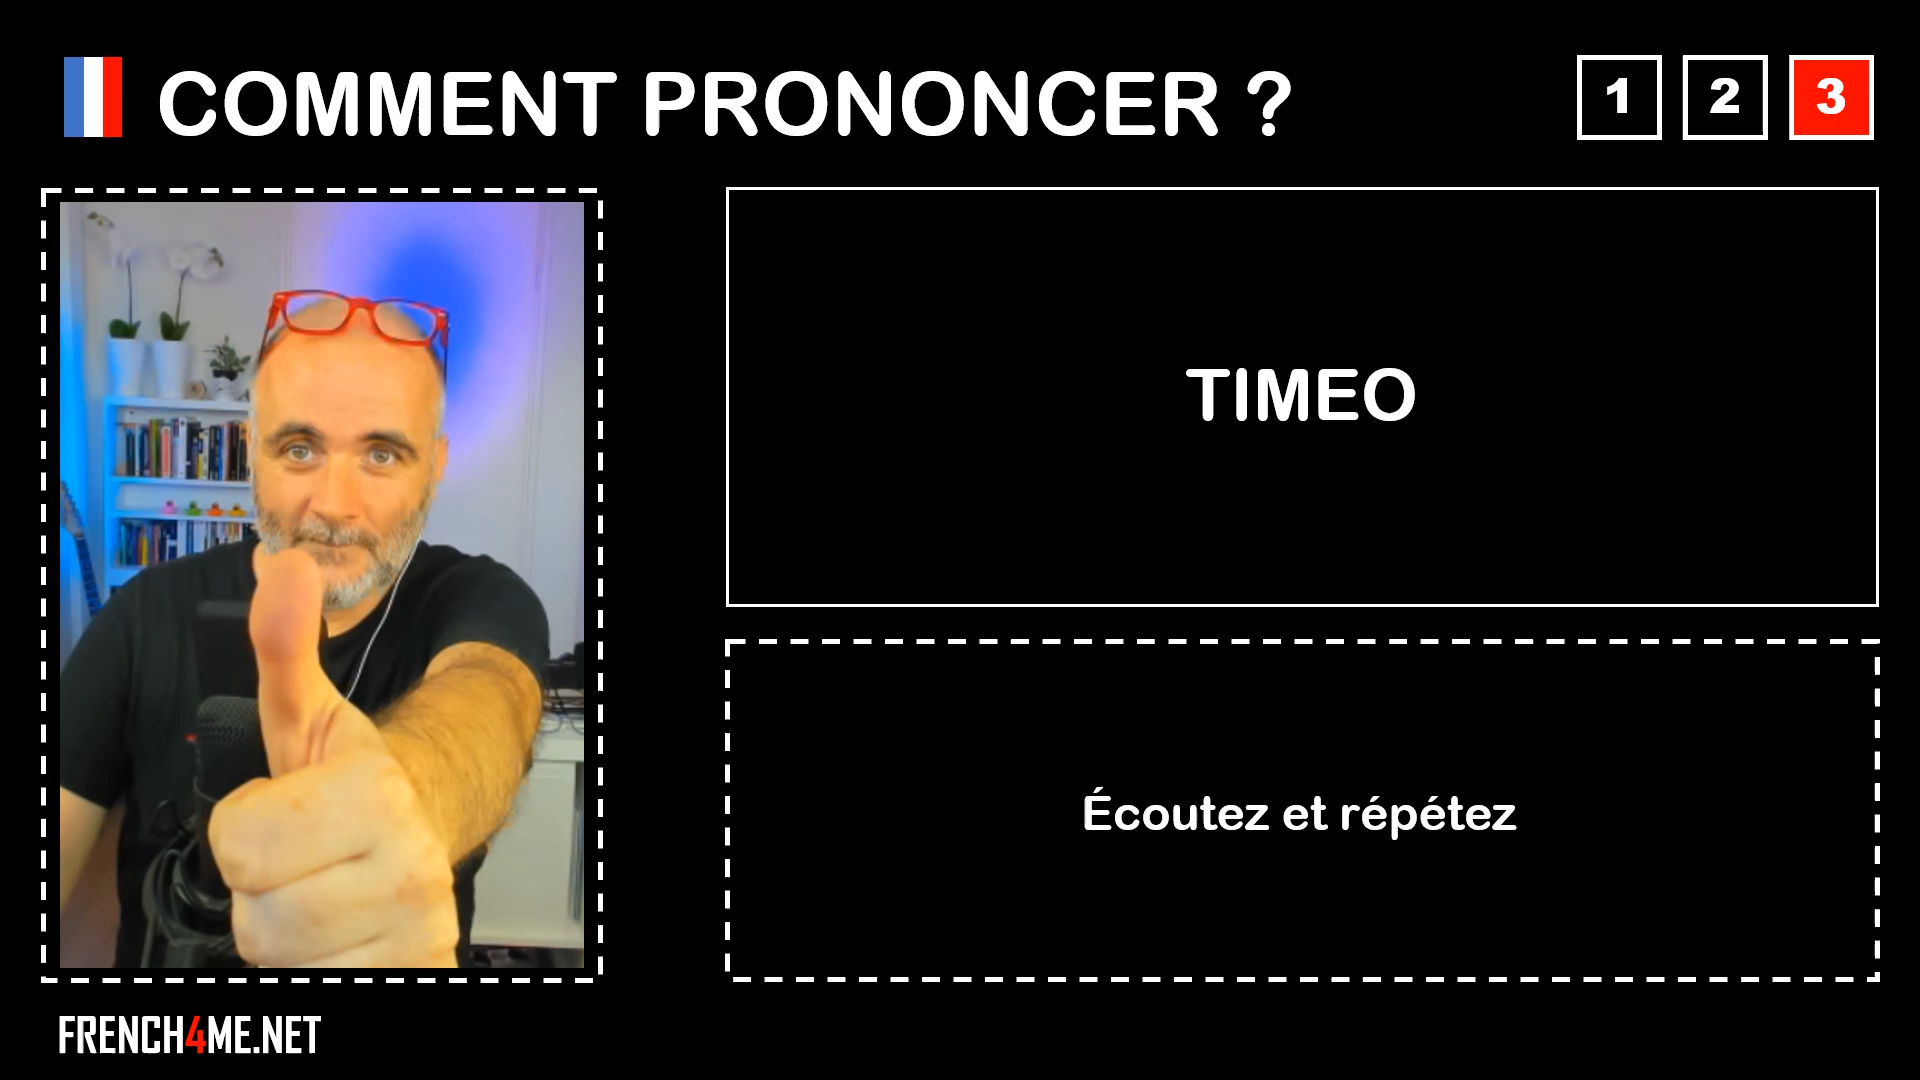 COMMENT PRONONCER ?
1 2 3
TIMEO
Écoutez et répétez
FRENCH4ME.NET